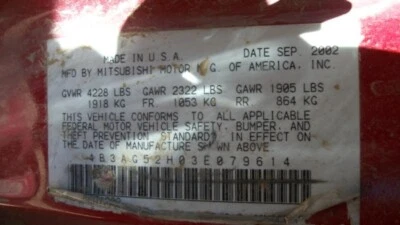 MADE IN U.S.A. DATE SEP. 2002
MFD BY MITSUBISHI MOTOR M G. OF AMERICA, INC.
GVWR 4228 LBS GAWR 2322 LBS GAWR 1905 LBS
1918 KG FR 1053 KG RR 864 KG
THIS VEHICLE CONFORMS TO ALL APPLICABLE
FEDERAL MOTOR VEHICLE SAFETY, BUMPER, AND
THEFT PREVENTION STANDARDS IN EFFECT ON
THE DATE OF MANUFACTURE SHOWN ABOVE.
4B3AG52H03E079614